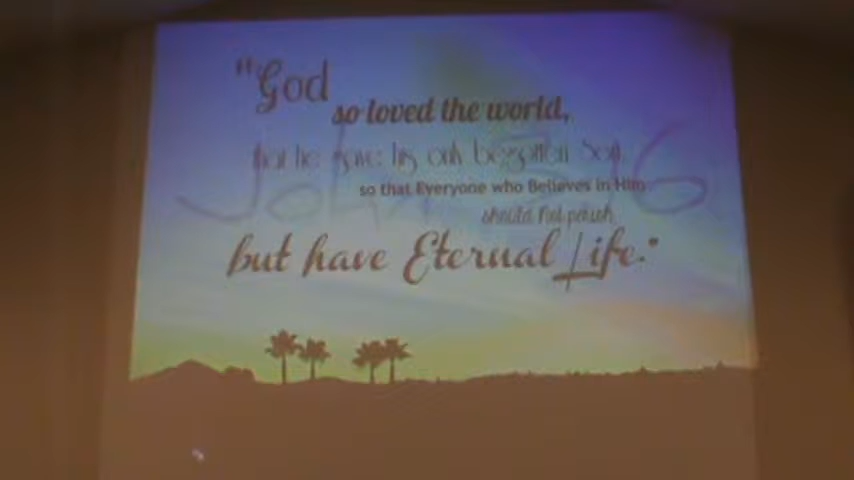 "God
so loved the world,
that he gave his only begotten Son,
so that Everyone who Believes in Him
should not perish
but have Eternal Life."
John 3:16